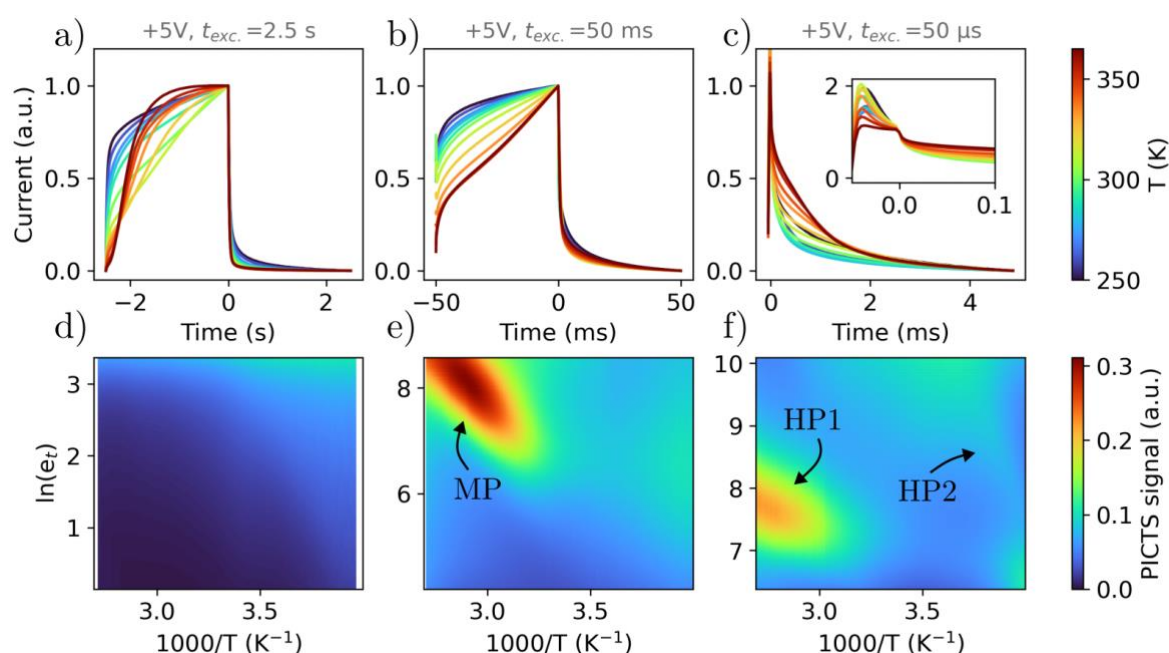 a)
+5V, t_exc.=2.5 s
b)
+5V, t_exc.=50 ms
c)
+5V, t_exc.=50 µs
Current (a.u.)
1.0
0.5
0.0
−2
0
2
Time (s)
1.0
0.5
0.0
−50
0
50
Time (ms)
1.0
0.5
0.0
0
2
4
Time (ms)
2
0
0.0
0.1
350
300
250
T (K)
d)
ln(e_t)
3
2
1
3.0
3.5
1000/T (K⁻¹)
e)
8
6
MP
3.0
3.5
1000/T (K⁻¹)
f)
10
9
8
7
HP1
HP2
3.0
3.5
1000/T (K⁻¹)
0.3
0.2
0.1
0.0
PICTS signal (a.u.)